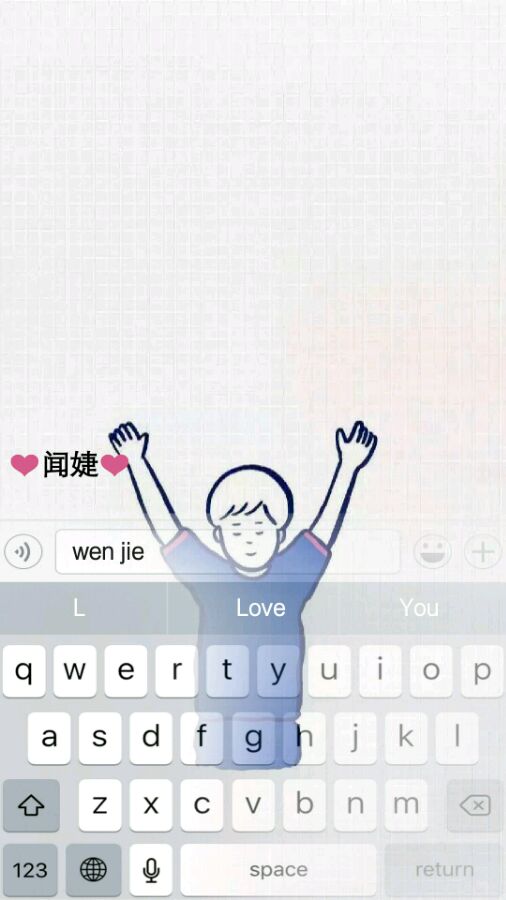 ❤闻婕❤
wen jie
L Love You
q w e r t y u i o p
a s d f g h j k l
z x c v b n m
123 space return